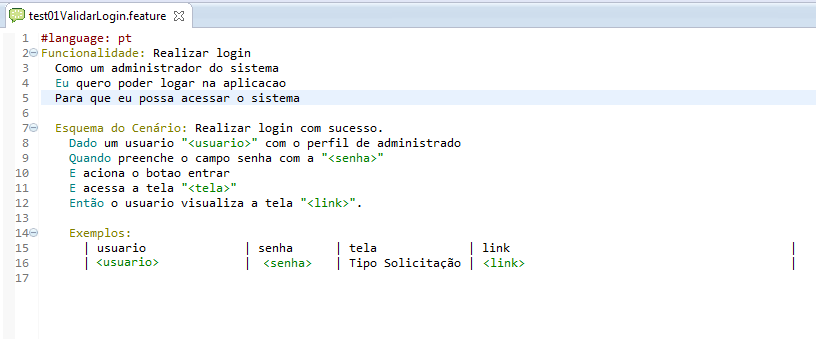 test01ValidarLogin.feature
1 #language: pt
2 Funcionalidade: Realizar login
3 Como um administrador do sistema
4 Eu quero poder logar na aplicacao
5 Para que eu possa acessar o sistema
6
7 Esquema do Cenário: Realizar login com sucesso.
8 Dado um usuario "<usuario>" com o perfil de administrado
9 Quando preenche o campo senha com a "<senha>"
10 E aciona o botao entrar
11 E acessa a tela "<tela>"
12 Então o usuario visualiza a tela "<link>".
13
14 Exemplos:
15 | usuario | senha | tela | link |
16 | <usuario> | <senha> | Tipo Solicitação | <link> |
17